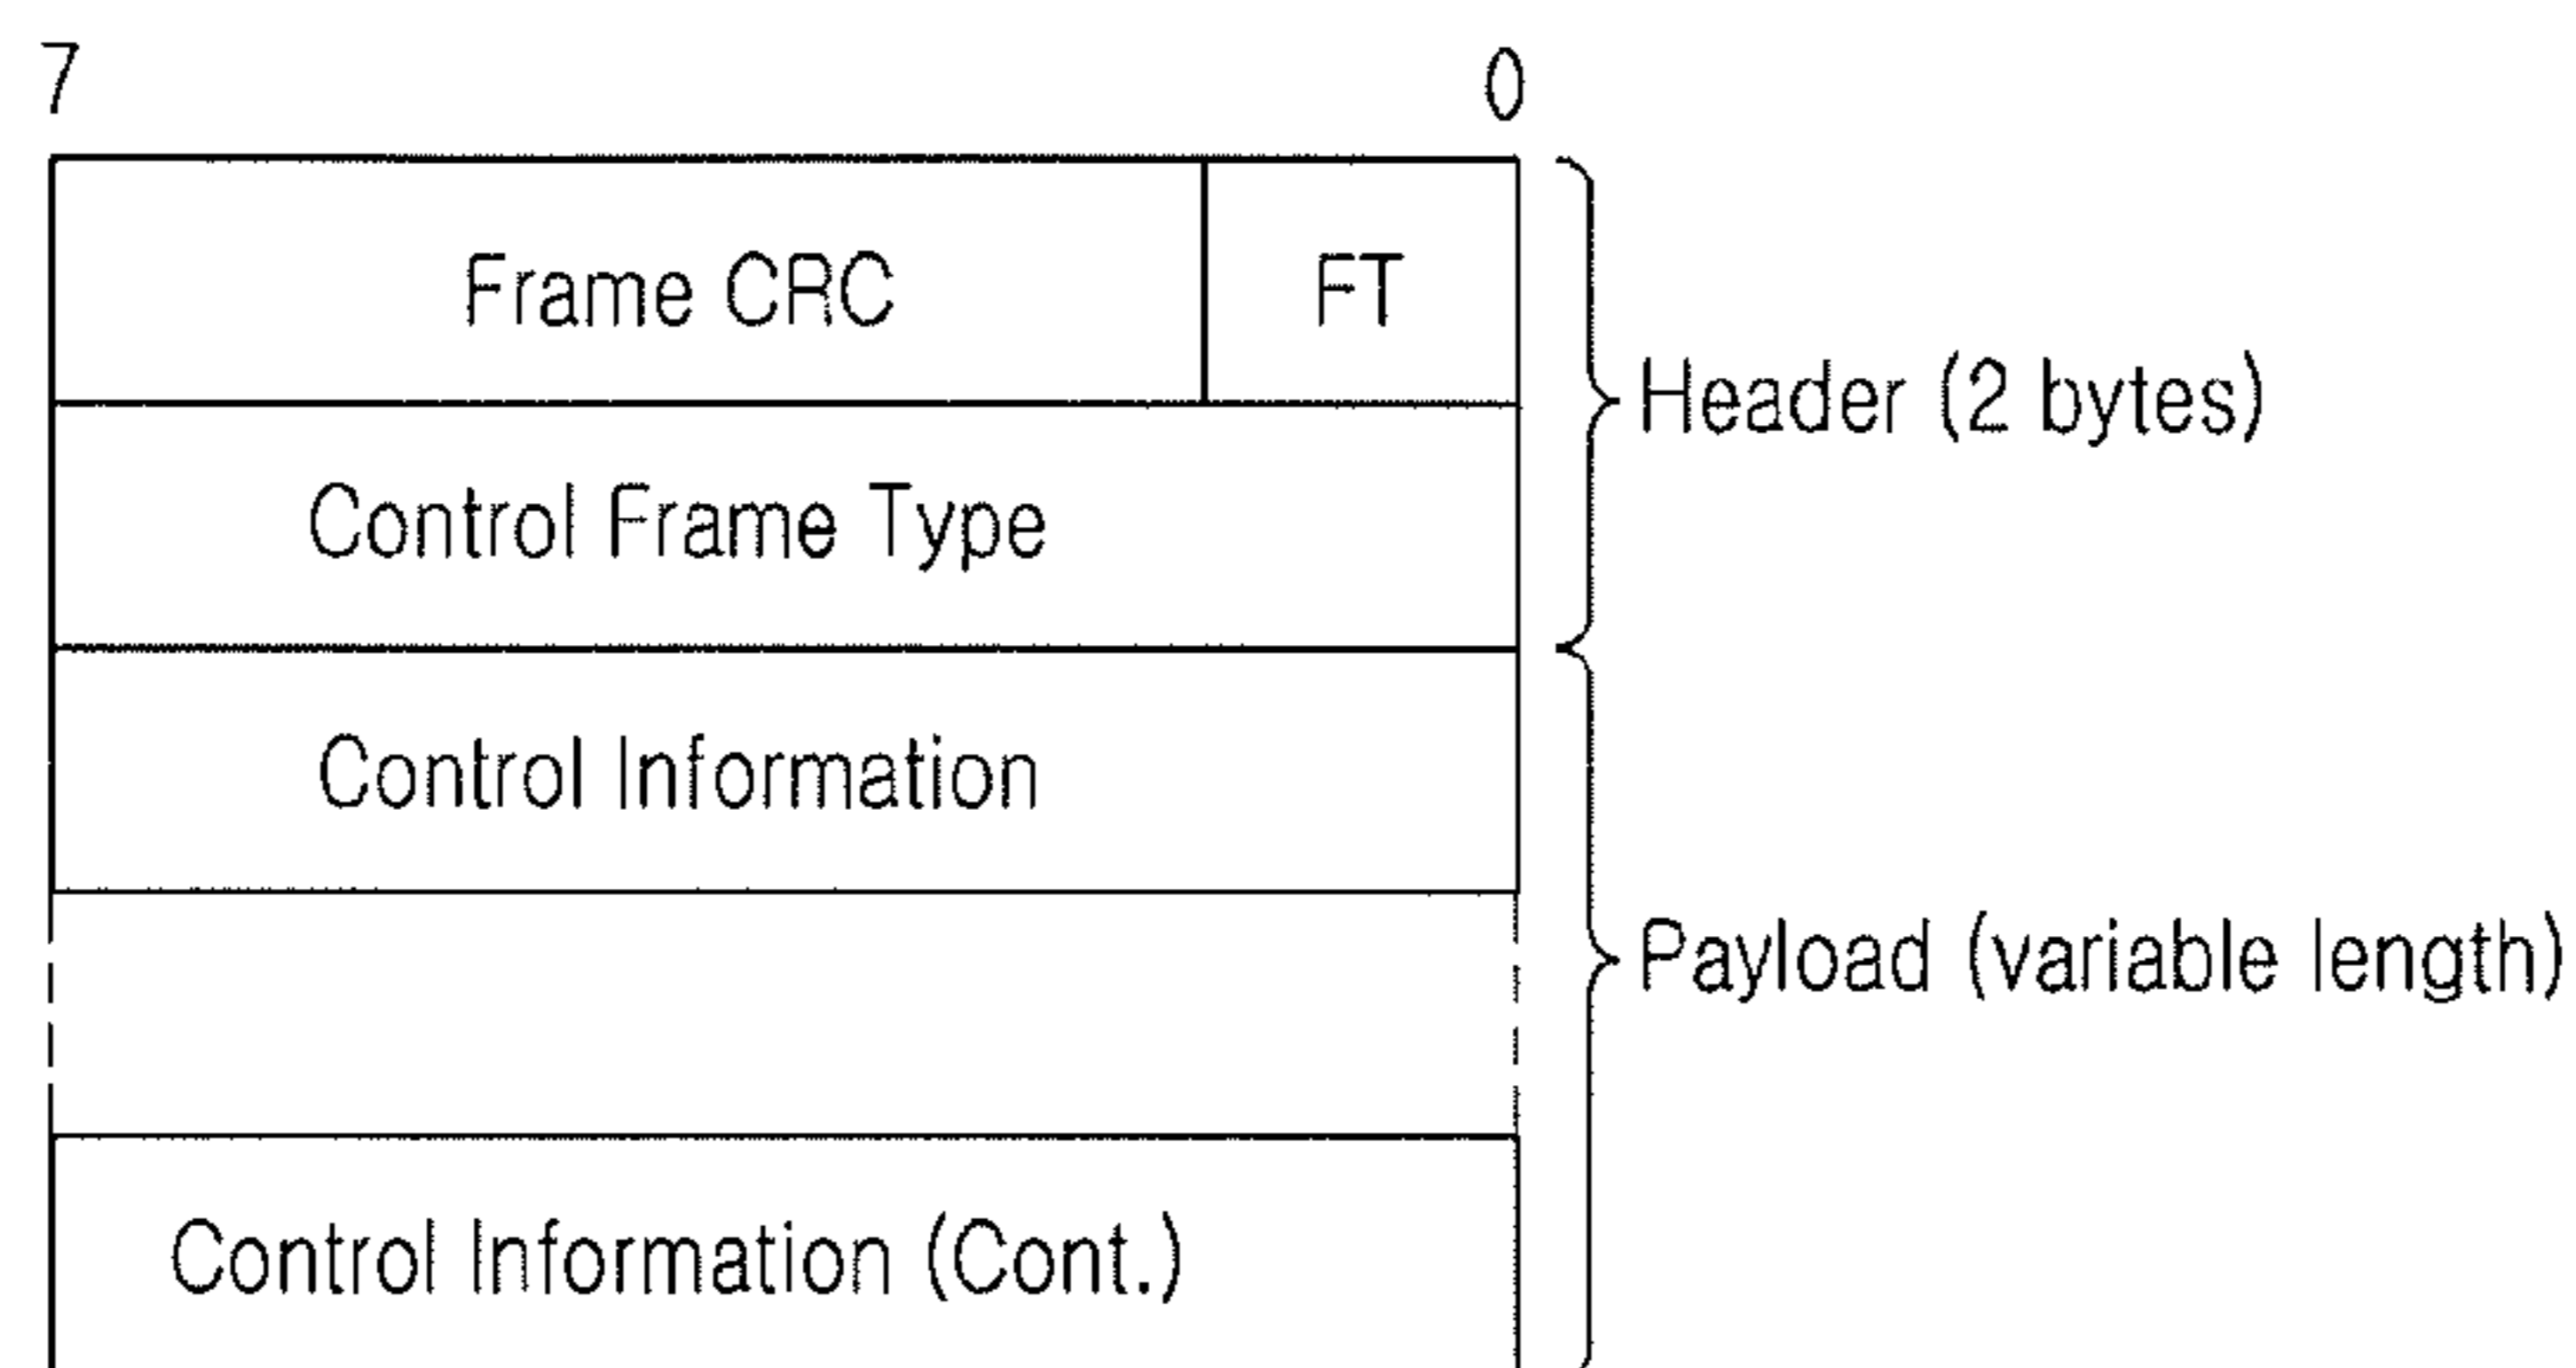 7 0
Frame CRC FT
Header (2 bytes)
Control Frame Type
Control Information
Payload (variable length)
Control Information (Cont.)